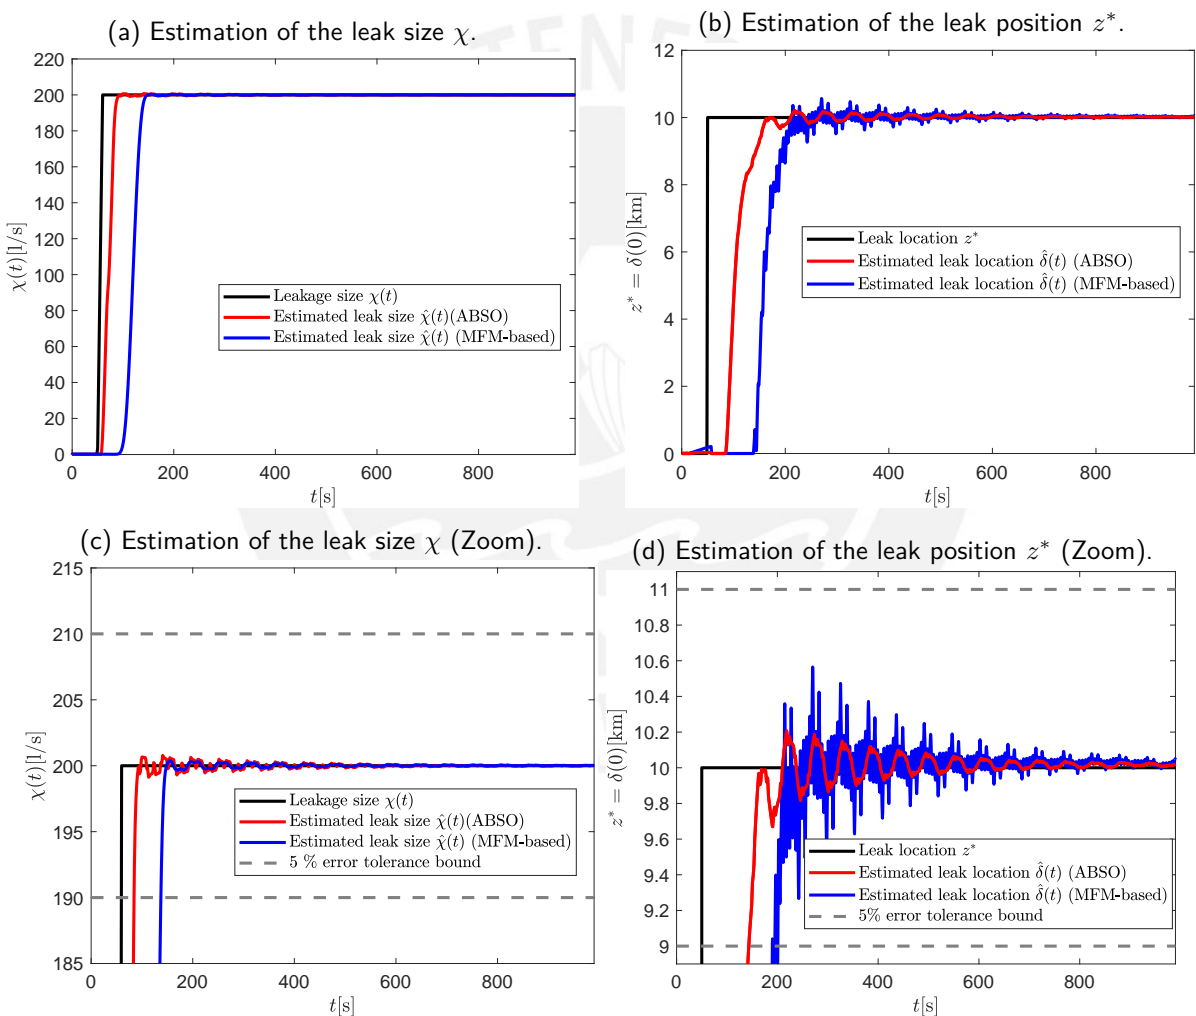 (a) Estimation of the leak size χ.
220
200
180
160
140
120
100
80
60
40
20
0
χ(t)[l/s]
Leakage size χ(t)
Estimated leak size χ̂(t)(ABSO)
Estimated leak size χ̂(t) (MFM-based)
0 200 400 600 800
t[s]
(b) Estimation of the leak position z*.
12
10
8
6
4
2
0
z* = δ(0)[km]
Leak location z*
Estimated leak location δ̂(t) (ABSO)
Estimated leak location δ̂(t) (MFM-based)
0 200 400 600 800
t[s]
(c) Estimation of the leak size χ (Zoom).
215
210
205
200
195
190
185
χ(t)[l/s]
Leakage size χ(t)
Estimated leak size χ̂(t)(ABSO)
Estimated leak size χ̂(t) (MFM-based)
5 % error tolerance bound
0 200 400 600 800
t[s]
(d) Estimation of the leak position z* (Zoom).
11
10.8
10.6
10.4
10.2
10
9.8
9.6
9.4
9.2
9
z* = δ(0)[km]
Leak location z*
Estimated leak location δ̂(t) (ABSO)
Estimated leak location δ̂(t) (MFM-based)
5% error tolerance bound
0 200 400 600 800
t[s]